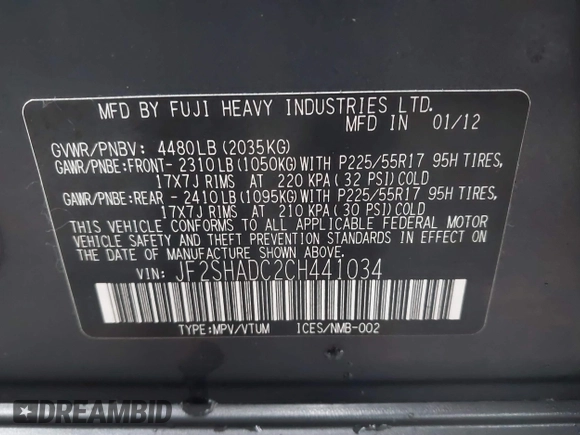 MFD BY FUJI HEAVY INDUSTRIES LTD.
MFD IN 01/12
GVWR/PNBV: 4480LB (2035KG)
GAWR/PNBE:FRONT- 2310LB(1050KG)WITH P225/55R17 95H TIRES,
17X7J RIMS AT 220 KPA( 32 PSI)COLD
GAWR/PNBE:REAR - 2410LB(1095KG)WITH P225/55R17 95H TIRES,
17X7J RIMS AT 210 KPA( 30 PSI)COLD
THIS VEHICLE CONFORMS TO ALL APPLICABLE FEDERAL MOTOR
VEHICLE SAFETY AND THEFT PREVENTION STANDARDS IN EFFECT ON
THE DATE OF MANUFACTURE SHOWN ABOVE.
VIN: JF2SHADC2CH441034
TYPE:MPV/VTUM ICES/NMB-002
DREAMBID